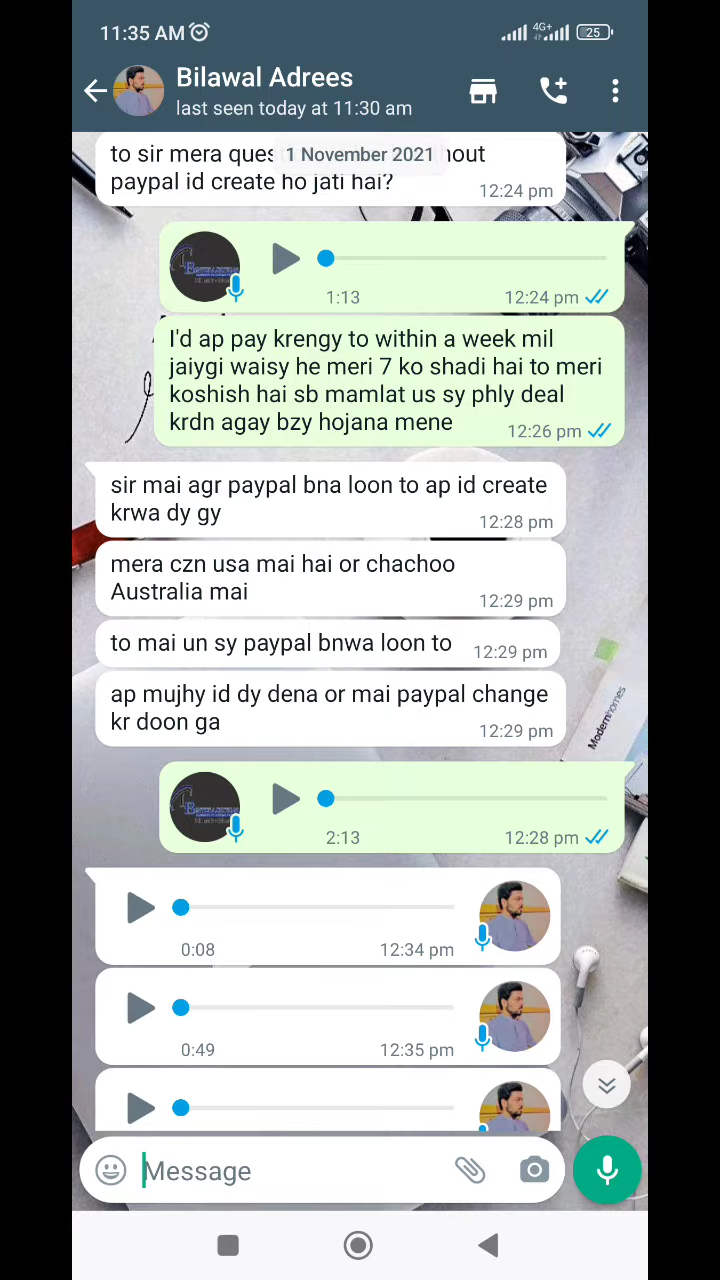 11:35 AM
4G+
25
Bilawal Adrees
last seen today at 11:30 am
1 November 2021
to sir mera hout
paypal id create ho jati hai?
12:24 pm
1:13
12:24 pm
I'd ap pay krengy to within a week mil
jaiygi waisy he meri 7 ko shadi hai to meri
koshish hai sb mamlat us sy phly deal
krdn agay bzy hojana mene
12:26 pm
sir mai agr paypal bna loon to ap id create
krwa dy gy
12:28 pm
mera czn usa mai hai or chachoo
Australia mai
12:29 pm
to mai un sy paypal bnwa loon to
12:29 pm
ap mujhy id dy dena or mai paypal change
kr doon ga
12:29 pm
Modernhomes
2:13
12:28 pm
0:08
12:34 pm
0:49
12:35 pm
Message